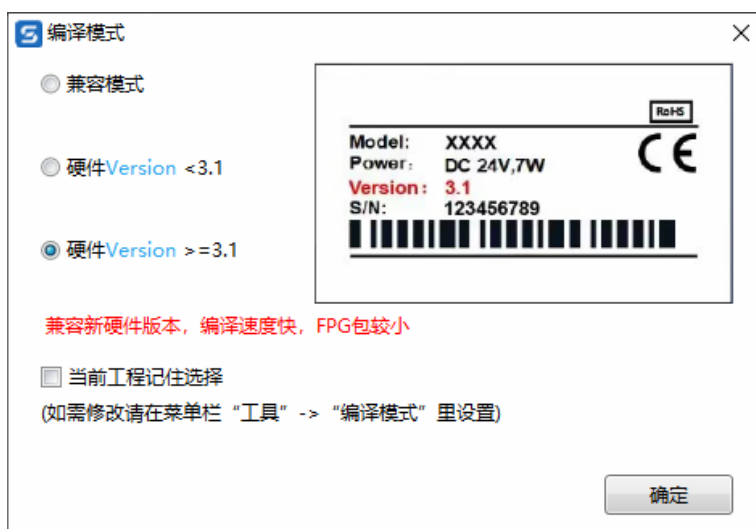 编译模式
兼容模式
硬件Version <3.1
硬件Version >=3.1
RoHS
CE
Model: XXXX
Power: DC 24V,7W
Version: 3.1
S/N: 123456789
兼容新硬件版本，编译速度快，FPG包较小
当前工程记住选择
(如需修改请在菜单栏“工具” -> “编译模式”里设置)
确定